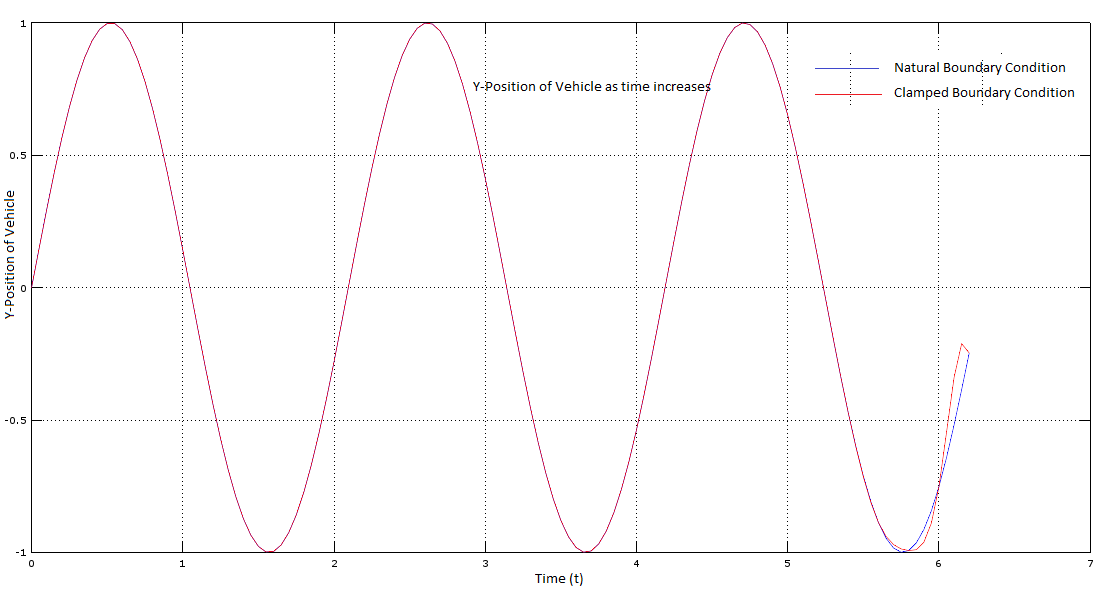 Y-Position of Vehicle as time increases
Natural Boundary Condition
Clamped Boundary Condition
Y-Position of Vehicle
1
0.5
0
-0.5
-1
0 1 2 3 4 5 6 7
Time (t)